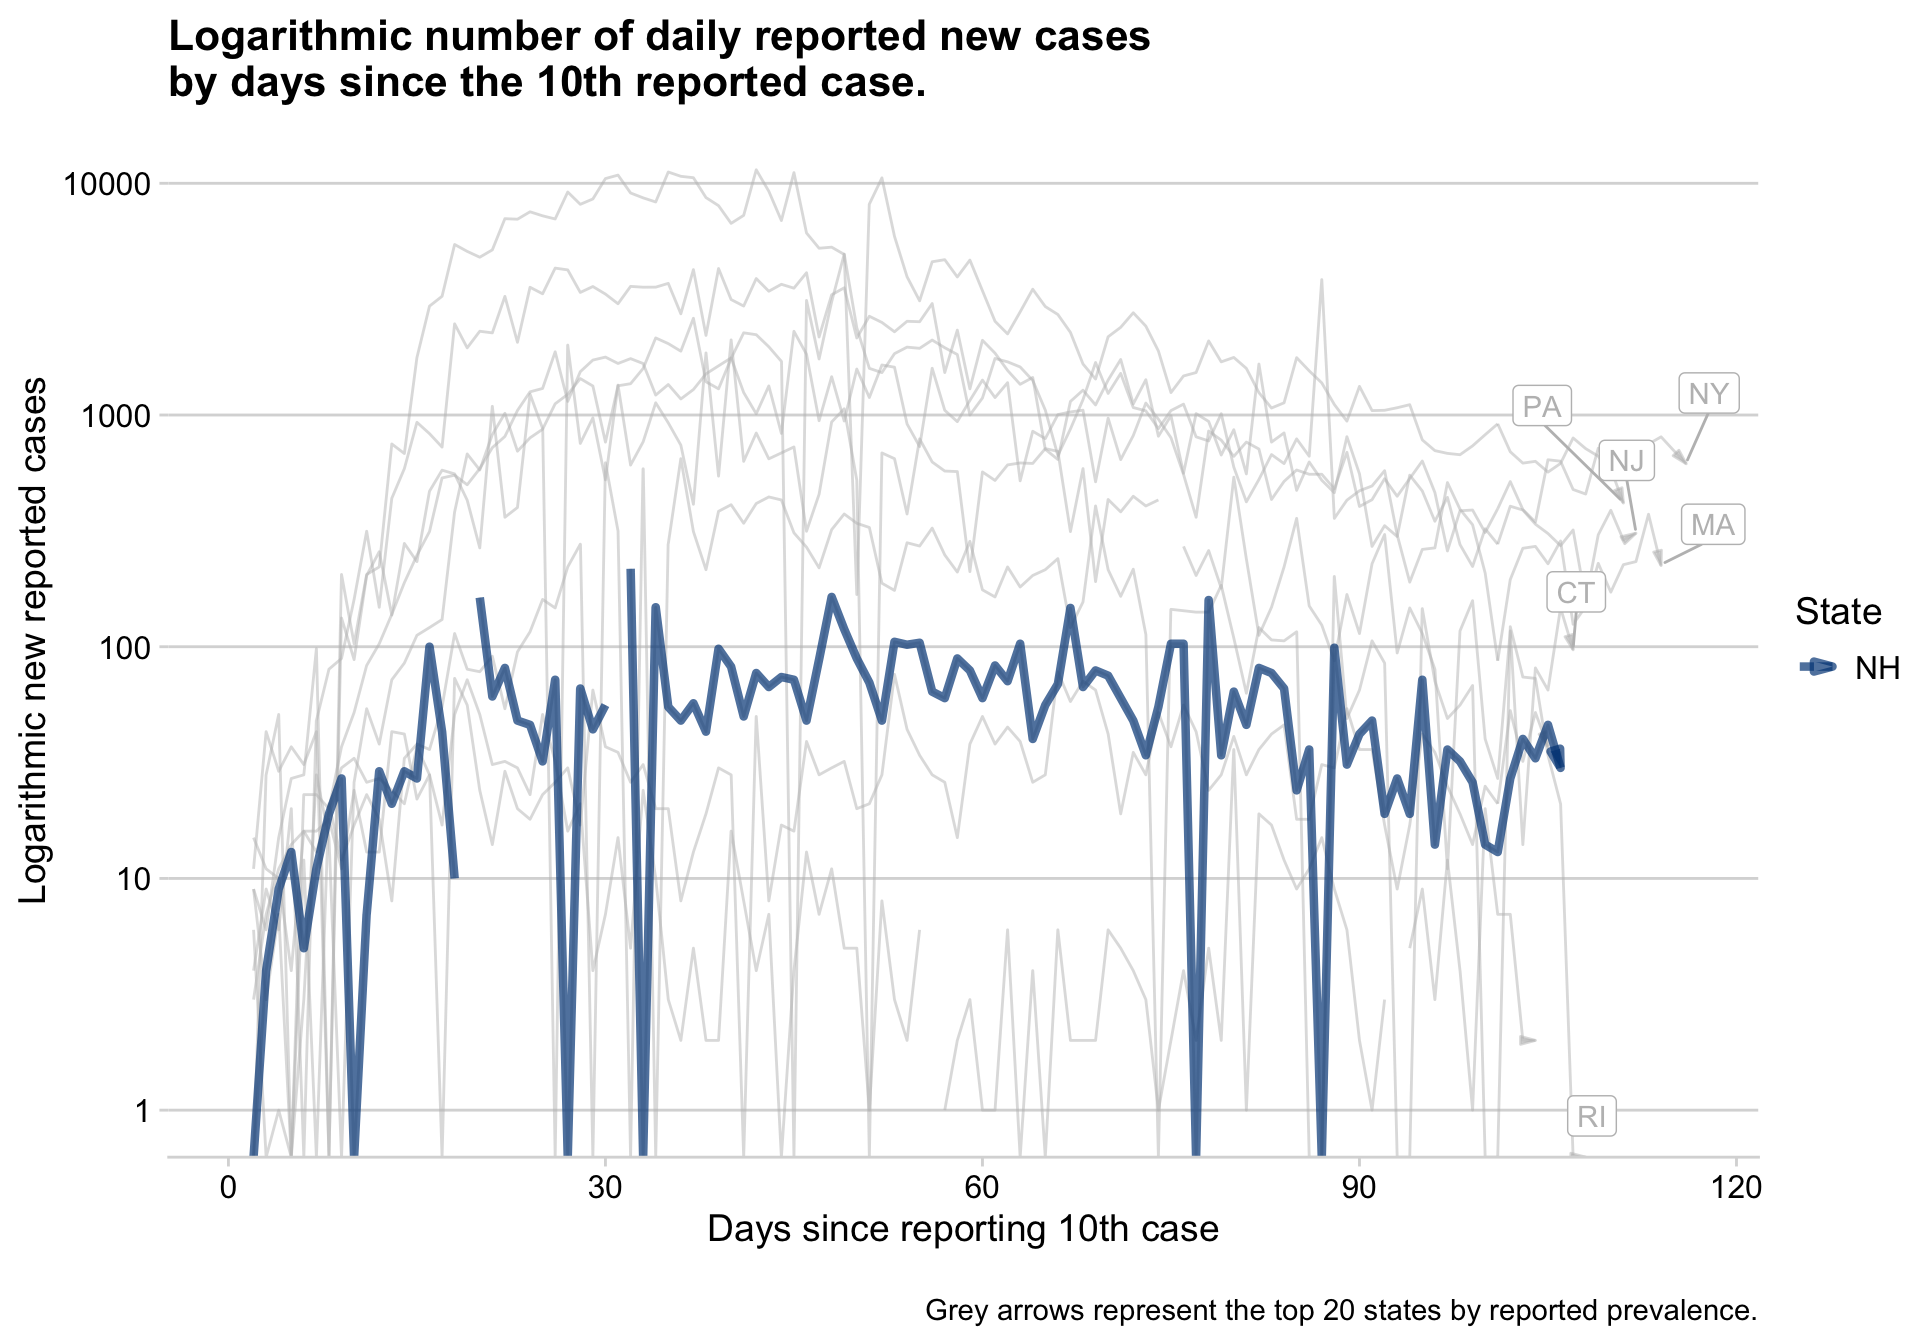 Logarithmic number of daily reported new cases
by days since the 10th reported case.
Logarithmic new reported cases
10000
1000
100
10
1
PA
NY
NJ
MA
CT
RI
State
NH
0
30
60
90
120
Days since reporting 10th case
Grey arrows represent the top 20 states by reported prevalence.